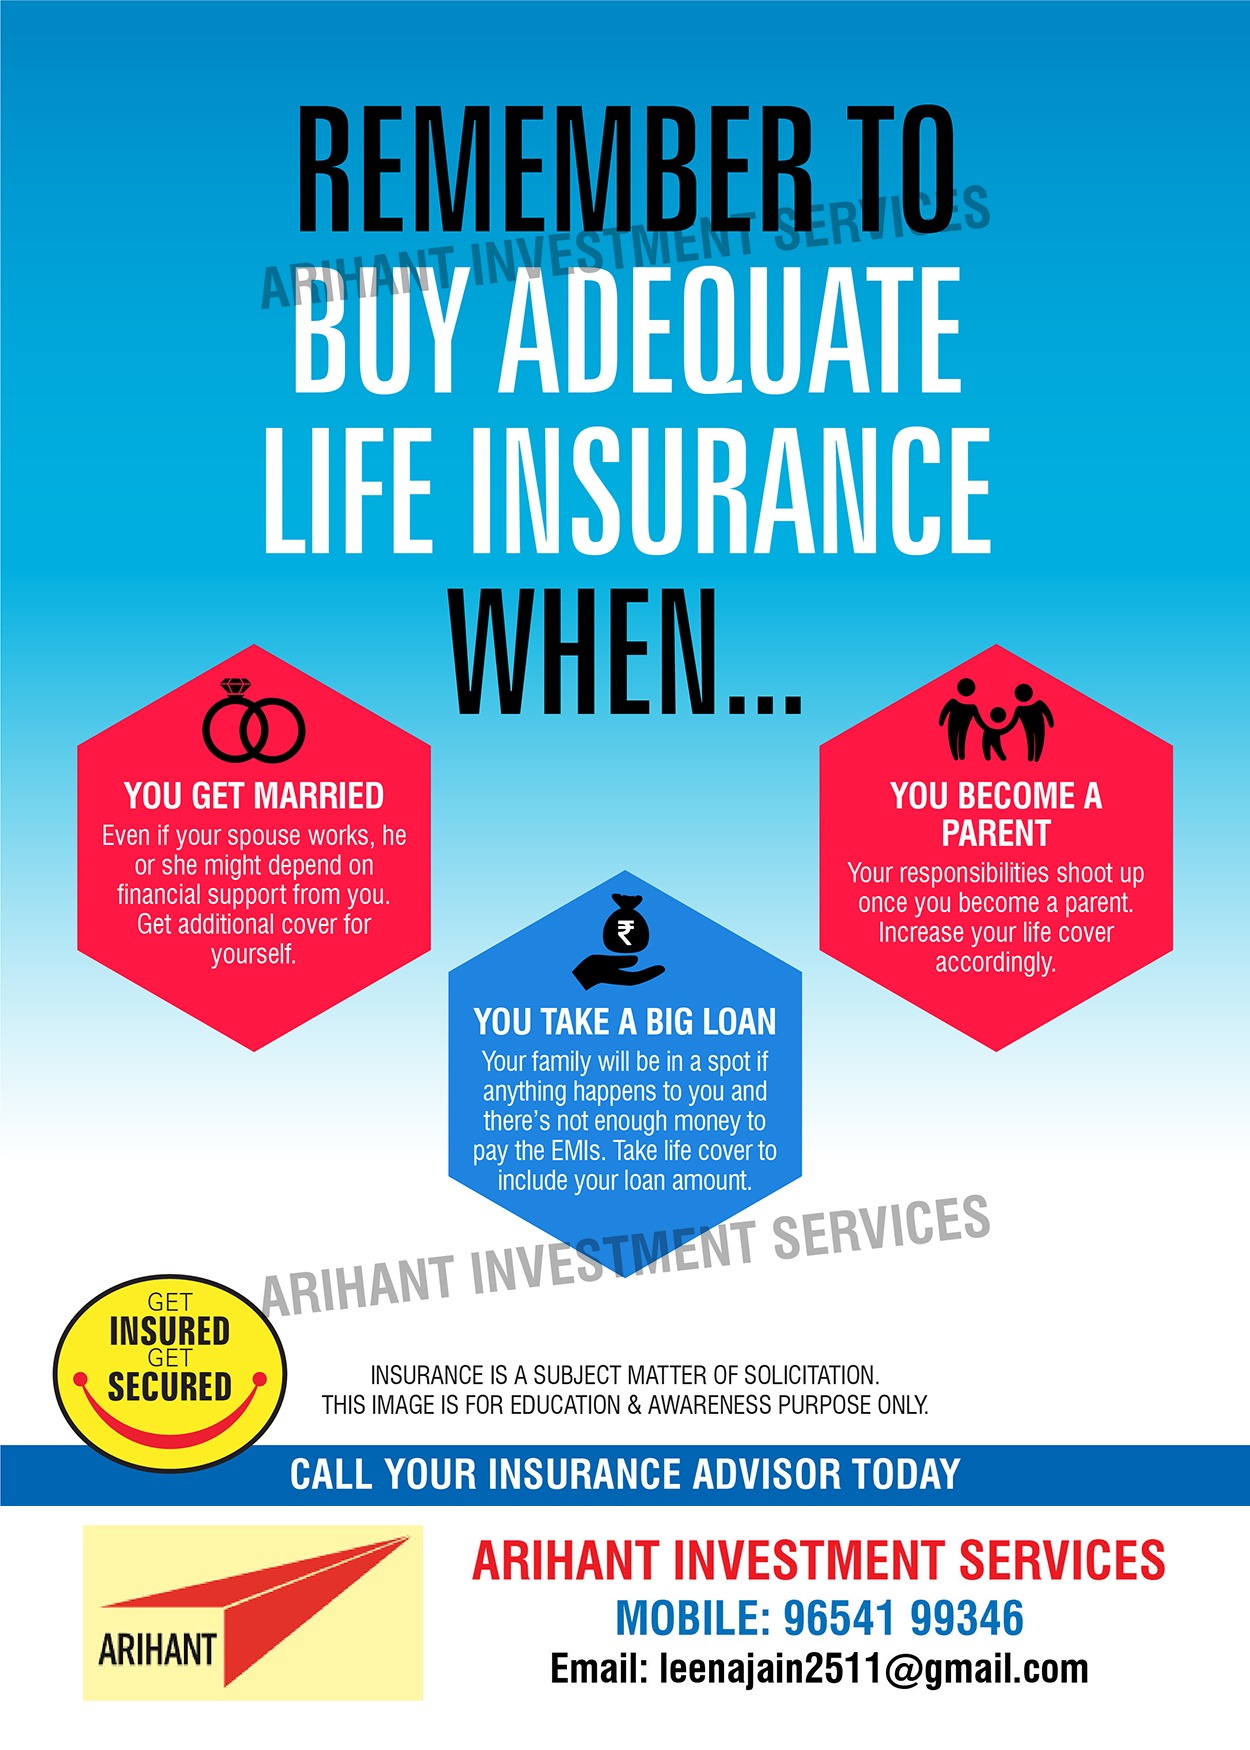 REMEMBER TO
ARIHANT INVESTMENT SERVICES
BUY ADEQUATE
LIFE INSURANCE
WHEN...
YOU GET MARRIED
Even if your spouse works, he
or she might depend on
financial support from you.
Get additional cover for
yourself.
YOU BECOME A
PARENT
Your responsibilities shoot up
once you become a parent.
Increase your life cover
accordingly.
₹
YOU TAKE A BIG LOAN
Your family will be in a spot if
anything happens to you and
there's not enough money to
pay the EMIs. Take life cover to
include your loan amount.
ARIHANT INVESTMENT SERVICES
GET
INSURED
GET
SECURED
INSURANCE IS A SUBJECT MATTER OF SOLICITATION.
THIS IMAGE IS FOR EDUCATION & AWARENESS PURPOSE ONLY.
CALL YOUR INSURANCE ADVISOR TODAY
ARIHANT
ARIHANT INVESTMENT SERVICES
MOBILE: 96541 99346
Email: leenajain2511@gmail.com